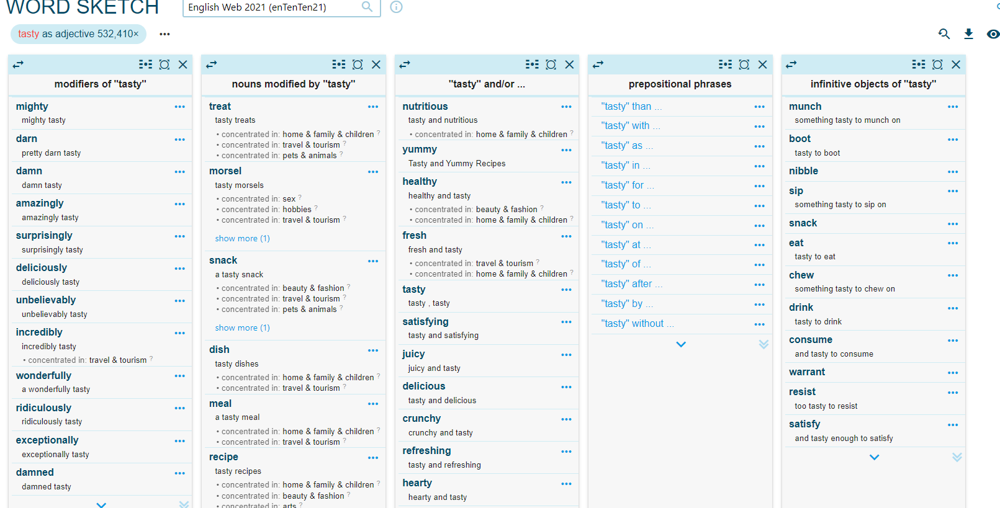 WORD SKETCH
English Web 2021 (enTenTen21)
tasty as adjective 532,410×
modifiers of "tasty"
mighty
mighty tasty
darn
pretty darn tasty
damn
damn tasty
amazingly
amazingly tasty
surprisingly
surprisingly tasty
deliciously
deliciously tasty
unbelievably
unbelievably tasty
incredibly
incredibly tasty
• concentrated in: travel & tourism ?
wonderfully
a wonderfully tasty
ridiculously
ridiculously tasty
exceptionally
exceptionally tasty
damned
damned tasty
nouns modified by "tasty"
treat
tasty treats
• concentrated in: home & family & children ?
• concentrated in: travel & tourism ?
• concentrated in: pets & animals ?
morsel
tasty morsels
• concentrated in: sex ?
• concentrated in: hobbies ?
• concentrated in: travel & tourism ?
show more (1)
snack
a tasty snack
• concentrated in: beauty & fashion ?
• concentrated in: travel & tourism ?
• concentrated in: pets & animals ?
show more (1)
dish
tasty dishes
• concentrated in: home & family & children ?
• concentrated in: travel & tourism ?
meal
a tasty meal
• concentrated in: home & family & children ?
• concentrated in: travel & tourism ?
recipe
tasty recipes
• concentrated in: home & family & children ?
• concentrated in: beauty & fashion ?
• concentrated in: arts ?
"tasty" and/or ...
nutritious
tasty and nutritious
• concentrated in: home & family & children ?
yummy
Tasty and Yummy Recipes
healthy
healthy and tasty
• concentrated in: beauty & fashion ?
• concentrated in: home & family & children ?
fresh
fresh and tasty
• concentrated in: travel & tourism ?
• concentrated in: home & family & children ?
tasty
tasty , tasty
satisfying
tasty and satisfying
juicy
juicy and tasty
delicious
tasty and delicious
crunchy
crunchy and tasty
refreshing
tasty and refreshing
hearty
hearty and tasty
prepositional phrases
"tasty" than ...
"tasty" with ...
"tasty" as ...
"tasty" in ...
"tasty" for ...
"tasty" to ...
"tasty" on ...
"tasty" at ...
"tasty" of ...
"tasty" after ...
"tasty" by ...
"tasty" without ...
infinitive objects of "tasty"
munch
something tasty to munch on
boot
tasty to boot
nibble
sip
something tasty to sip on
snack
eat
tasty to eat
chew
something tasty to chew on
drink
tasty to drink
consume
and tasty to consume
warrant
resist
too tasty to resist
satisfy
and tasty enough to satisfy